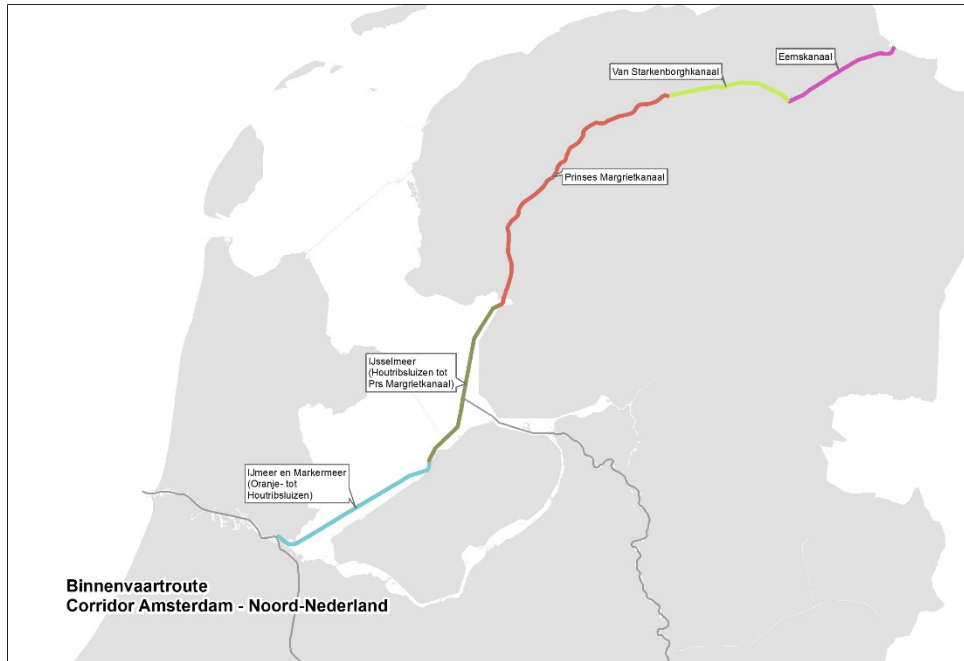 Eemskanaal
Van Starkenborghkanaal
Prinses Margrietkanaal
IJsselmeer
(Houtribsluizen tot
Prs Margrietkanaal)
IJmeer en Markermeer
(Oranje- tot
Houtribsluizen)
Binnenvaartroute
Corridor Amsterdam - Noord-Nederland